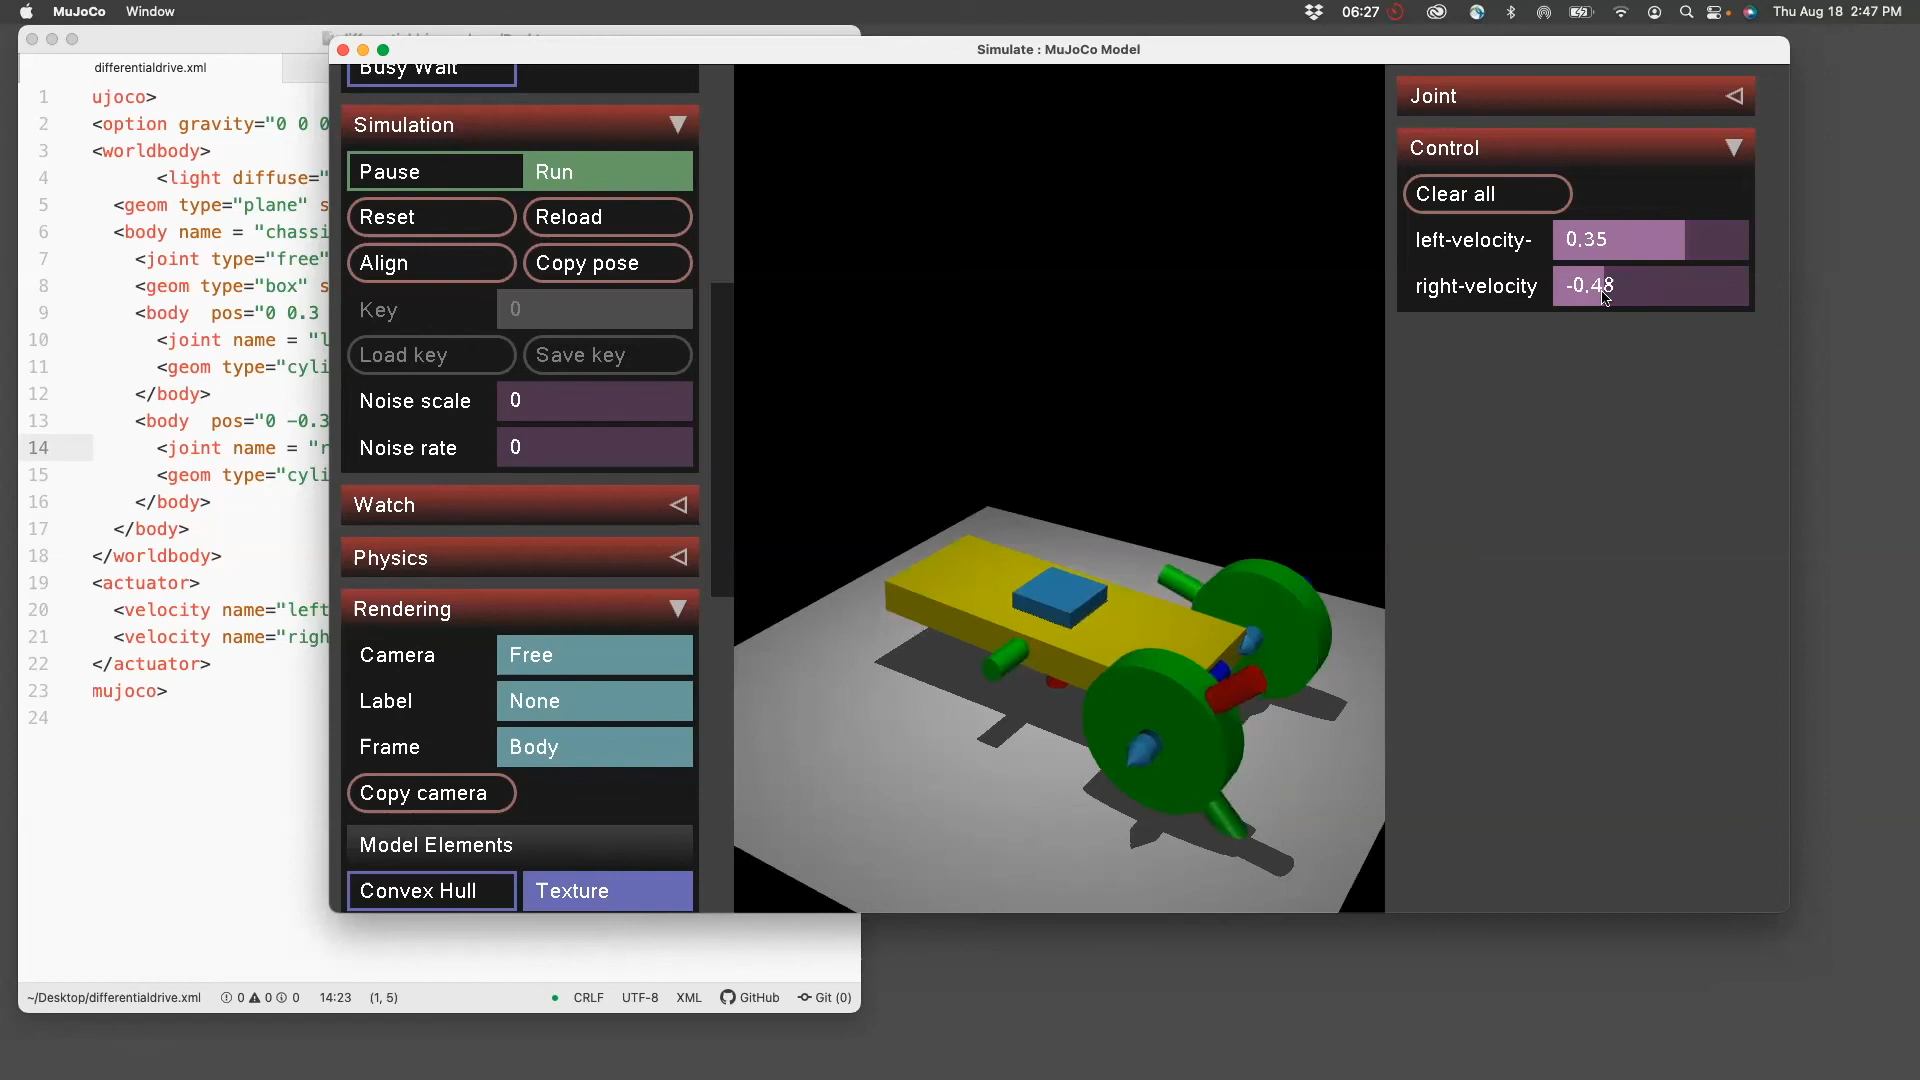 MuJoCo Window 06:27 Thu Aug 18 2:47 PM
Simulate : MuJoCo Model
differentialdrive.xml
1 ujoco>
2 <option gravity="0 0 0
3 <worldbody>
4 <light diffuse="
5 <geom type="plane" s
6 <body name = "chassi
7 <joint type="free"
8 <geom type="box" s
9 <body pos="0 0.3
10 <joint name = "l
11 <geom type="cyli
12 </body>
13 <body pos="0 -0.3
14 <joint name = "r
15 <geom type="cyli
16 </body>
17 </body>
18 </worldbody>
19 <actuator>
20 <velocity name="left
21 <velocity name="righ
22 </actuator>
23 mujoco>
24
~/Desktop/differentialdrive.xml 0 0 0 14:23 (1, 5) CRLF UTF-8 XML GitHub Git (0)
Busy Wait
Simulation
Pause Run
Reset Reload
Align Copy pose
Key 0
Load key Save key
Noise scale 0
Noise rate 0
Watch
Physics
Rendering
Camera Free
Label None
Frame Body
Copy camera
Model Elements
Convex Hull Texture
Joint
Control
Clear all
left-velocity- 0.35
right-velocity -0.48